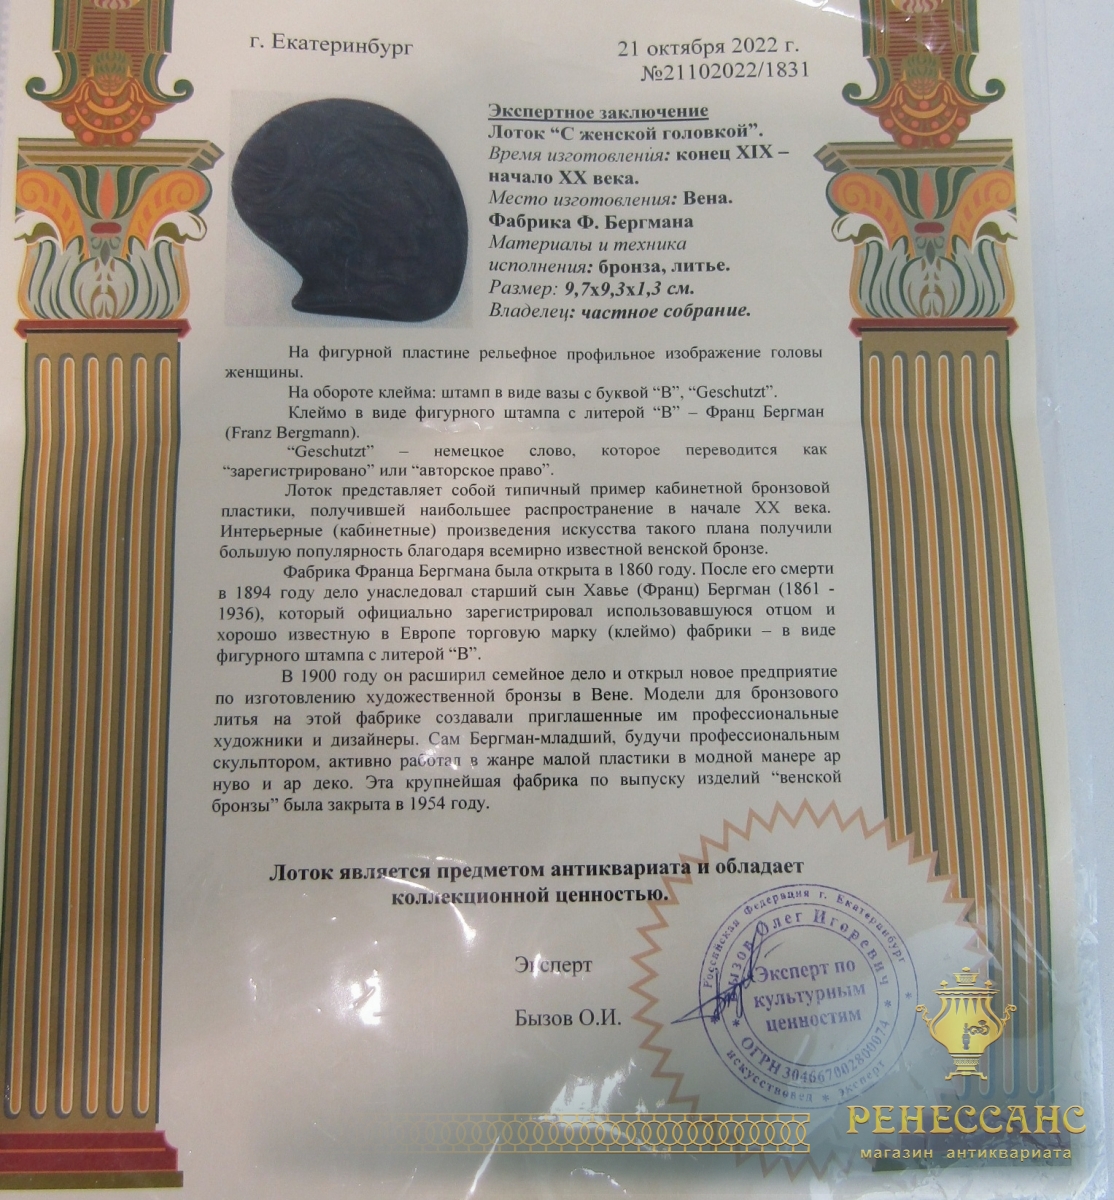 г. Екатеринбург
21 октября 2022 г.
№21102022/1831
Экспертное заключение
Лоток “С женской головкой”.
Время изготовления: конец XIX –
начало XX века.
Место изготовления: Вена.
Фабрика Ф. Бергмана
Материалы и техника
исполнения: бронза, литье.
Размер: 9,7х9,3х1,3 см.
Владелец: частное собрание.
На фигурной пластине рельефное профильное изображение головы
женщины.
На обороте клейма: штамп в виде вазы с буквой “В”, “Geschutzt”.
Клеймо в виде фигурного штампа с литерой “В” – Франц Бергман
(Franz Bergmann).
“Geschutzt” – немецкое слово, которое переводится как
“зарегистрировано” или “авторское право”.
Лоток представляет собой типичный пример кабинетной бронзовой
пластики, получившей наибольшее распространение в начале XX века.
Интерьерные (кабинетные) произведения искусства такого плана получили
большую популярность благодаря всемирно известной венской бронзе.
Фабрика Франца Бергмана была открыта в 1860 году. После его смерти
в 1894 году дело унаследовал старший сын Хавье (Франц) Бергман (1861 -
1936), который официально зарегистрировал использовавшуюся отцом и
хорошо известную в Европе торговую марку (клеймо) фабрики – в виде
фигурного штампа с литерой “В”.
В 1900 году он расширил семейное дело и открыл новое предприятие
по изготовлению художественной бронзы в Вене. Модели для бронзового
литья на этой фабрике создавали приглашенные им профессиональные
художники и дизайнеры. Сам Бергман-младший, будучи профессиональным
скульптором, активно работал в жанре малой пластики в модной манере ар
нуво и ар деко. Эта крупнейшая фабрика по выпуску изделий “венской
бронзы” была закрыта в 1954 году.
Лоток является предметом антиквариата и обладает
коллекционной ценностью.
Эксперт
Бызов О.И.
Российская Федерация г. Екатеринбург
Бызов Олег Игоревич
Эксперт по
культурным
ценностям
ОГРН 304667002800074
искусствовед * эксперт
РЕНЕССАНС
магазин антиквариата